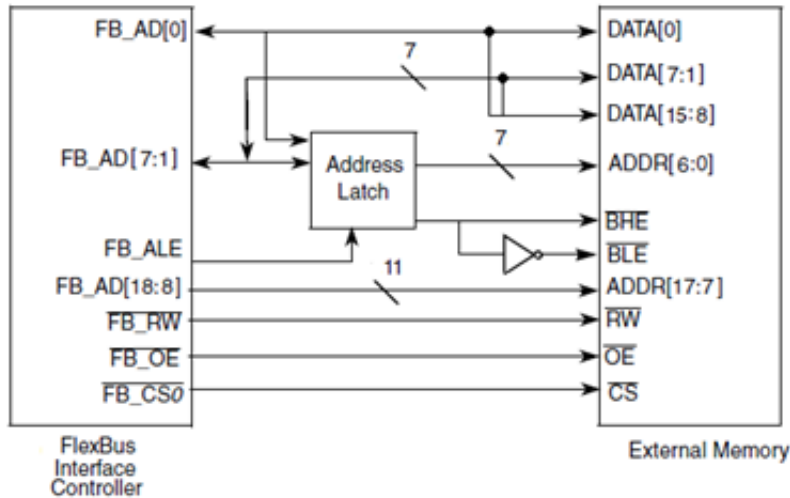 FB_AD[0]
DATA[0]
7
DATA[7:1]
DATA[15:8]
7
FB_AD[7:1]
Address
Latch
ADDR[6:0]
BHE
FB_ALE
BLE
11
FB_AD[18:8]
ADDR[17:7]
FB_RW
RW
FB_OE
OE
FB_CS0
CS
FlexBus
Interface
Controller
External Memory